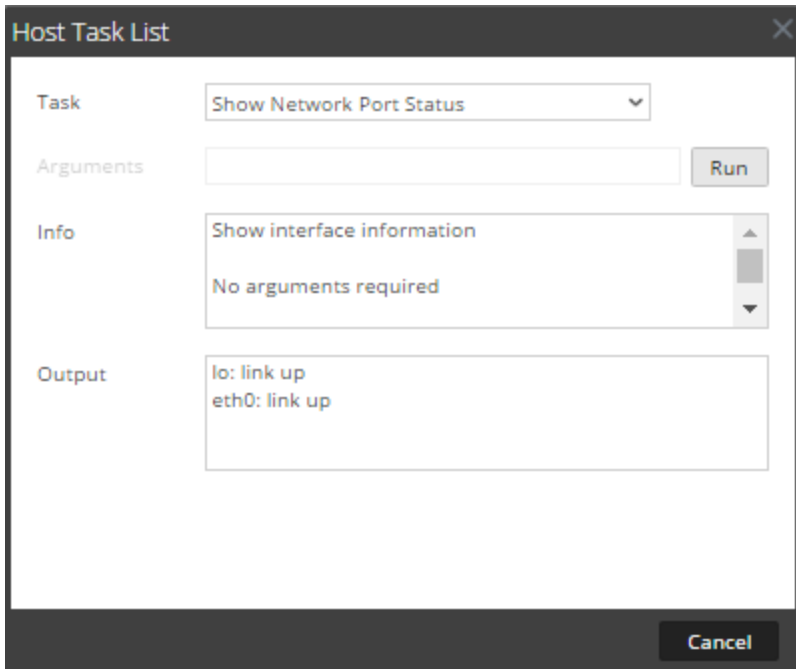 Host Task List
Task
Show Network Port Status
Arguments
Run
Info
Show interface information
No arguments required
Output
lo: link up
eth0: link up
Cancel